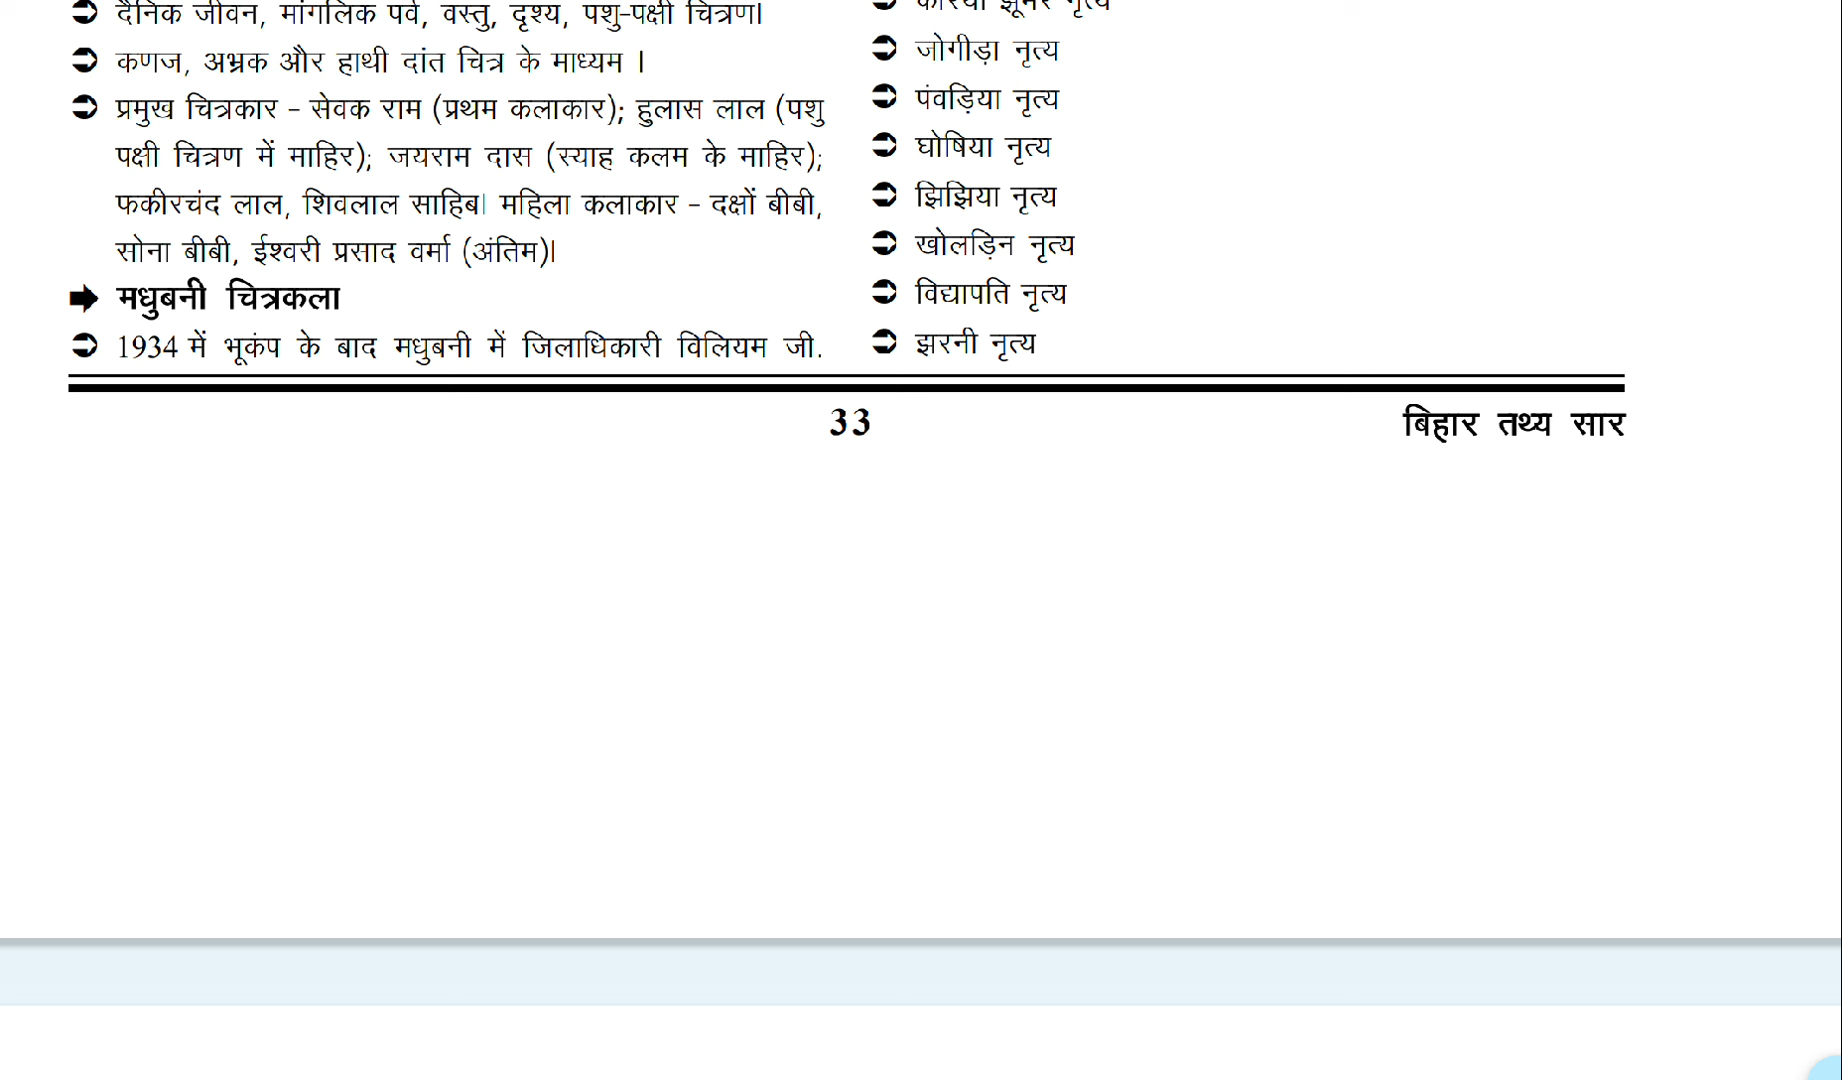 दैनिक जीवन, मांगलिक पर्व, वस्तु, दृश्य, पशु-पक्षी चित्रण।
कणज, अभ्रक और हाथी दांत चित्र के माध्यम ।
प्रमुख चित्रकार - सेवक राम (प्रथम कलाकार); हुलास लाल (पशु
पक्षी चित्रण में माहिर); जयराम दास (स्याह कलम के माहिर);
फकीरचंद लाल, शिवलाल साहिब। महिला कलाकार - दक्षों बीबी,
सोना बीबी, ईश्वरी प्रसाद वर्मा (अंतिम)।
मधुबनी चित्रकला
1934 में भूकंप के बाद मधुबनी में जिलाधिकारी विलियम जी.
झूमर नृत्य
जोगीड़ा नृत्य
पंवड़िया नृत्य
घोषिया नृत्य
झिझिया नृत्य
खोलड़िन नृत्य
विद्यापति नृत्य
झरनी नृत्य
33
बिहार तथ्य सार